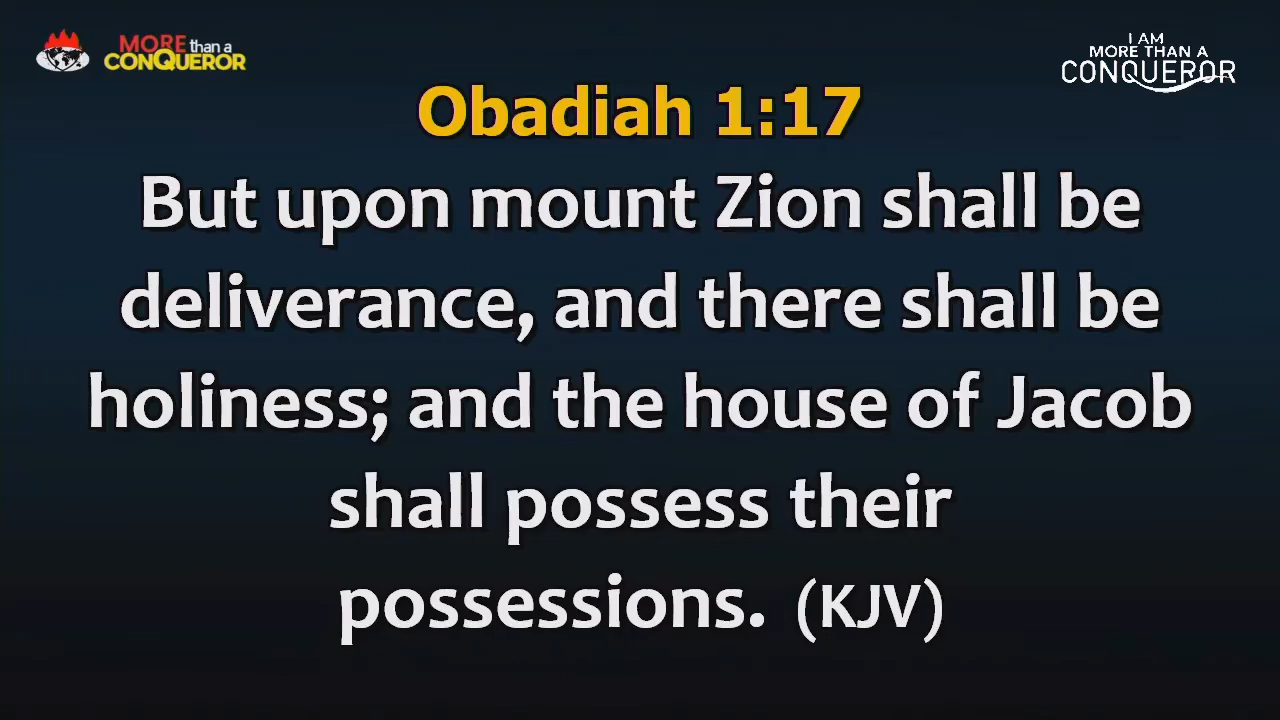 MORE than a
CONQUEROR
I AM
MORE THAN A
CONQUEROR
Obadiah 1:17
But upon mount Zion shall be
deliverance, and there shall be
holiness; and the house of Jacob
shall possess their
possessions. (KJV)